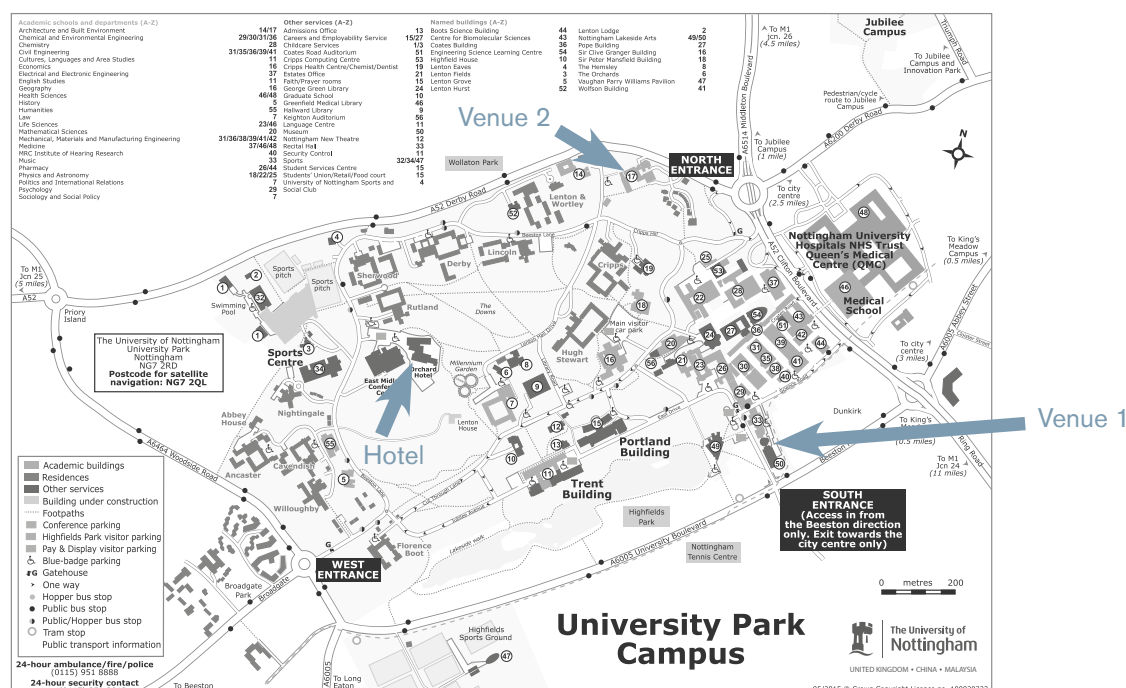 Academic schools and departments (A-Z)
Architecture and Built Environment 14/17
Chemical and Environmental Engineering 29/30/31/36
Chemistry 28
Civil Engineering 31/35/36/39/41
Cultures, Languages and Area Studies 11
Economics 16
Electrical and Electronic Engineering 37
English Studies 11
Geography 16
Health Sciences 46/48
History 5
Humanities 55
Law 7
Life Sciences 23/46
Mathematical Sciences 20
Mechanical, Materials and Manufacturing Engineering 31/36/38/39/41/42
Medicine 37/46/48
MRC Institute of Hearing Research 40
Music 33
Pharmacy 26/44
Physics and Astronomy 18/22/25
Politics and International Relations 7
Psychology 29
Sociology and Social Policy 7
Other services (A-Z)
Admissions Office 13
Careers and Employability Service 15/27
Childcare Services 1/3
Coates Road Auditorium 51
Cripps Computing Centre 53
Cripps Health Centre/Chemist/Dentist 19
Estates Office 21
Faith/Prayer rooms 15
George Green Library 24
Graduate School 10
Greenfield Medical Library 46
Hallward Library 9
Keighton Auditorium 56
Language Centre 11
Museum 50
Nottingham New Theatre 12
Recital Hall 33
Security Control 11
Sports 32/34/47
Student Services Centre 15
Students' Union/Retail/Food court 15
University of Nottingham Sports and 4
Social Club
Named buildings (A-Z)
Boots Science Building 44
Centre for Biomolecular Sciences 43
Coates Building 36
Engineering Science Learning Centre 54
Highfield House 10
Lenton Eaves 4
Lenton Fields 3
Lenton Grove 5
Lenton Hurst 52
Lenton Lodge 2
Nottingham Lakeside Arts 49/50
Pope Building 27
Sir Clive Granger Building 16
Sir Peter Mansfield Building 18
The Hemsley 8
The Orchards 6
Vaughan Parry Williams Pavilion 47
Wolfson Building 41
To M1
Jcn. 26
(4.5 miles)
Jubilee
Campus
Triumph Road
To Jubilee
Campus and
Innovation Park
A6514 Middleton Boulevard
Pedestrian/cycle
route to Jubilee
Campus
A6200 Derby Road
To Jubilee
Campus
(1 mile)
N
Venue 2
Wollaton Park
NORTH
ENTRANCE
To city
centre
(2.5 miles)
A52 Derby Road
Lenton &
Wortley
Beeston Lane
Cripps Hill
Derby
Lincoln
Cripps
Sherwood
Rutland
The
Downs
Sports
pitch
Sports
pitch
Swimming
Pool
To M1
Jcn 25
(5 miles)
A52
Priory
Island
G
A52 Clifton Boulevard
Nottingham University
Hospitals NHS Trust
Queen's Medical
Centre (QMC)
Medical
School
To King's
Meadow
Campus
(0.5 miles)
A6005 Abbey Street
To city
centre
(3 miles)
The University of Nottingham
University Park
Nottingham
NG7 2RD
Postcode for satellite
navigation: NG7 2QL
Sports
Centre
Main visitor
car park
Hugh
Stewart
Orchard
Hotel
Millennium
Garden
Lenton
House
Nightingale
Abbey
House
Ancaster
Cavendish
Willoughby
Hotel
Portland
Building
Trent
Building
East Drive
Cut Through Lane
Dunkirk
To King's
(0.5 miles)
Beeston
Ring Road
Venue 1
To M1
Jcn 24
(11 miles)
A6464 Woodside Road
SOUTH
ENTRANCE
(Access in from
the Beeston direction
only. Exit towards the
city centre only)
Highfields
Park
Nottingham
Tennis Centre
A6005 University Boulevard
Lakeside path
Florence
Boot
G
WEST
ENTRANCE
Broadgate
Park
Broadgate
Academic buildings
Residences
Other services
Building under construction
Footpaths
Conference parking
Highfields Park visitor parking
Pay & Display visitor parking
Blue-badge parking
G Gatehouse
One way
Hopper bus stop
Public bus stop
Public/Hopper bus stop
Tram stop
Public transport information
24-hour ambulance/fire/police
(0115) 951 8888
24-hour security contact
To Beeston
A6005
To Long
Eaton
Highfields
Sports Ground
47
0 metres 200
University Park
Campus
The University of
Nottingham
UNITED KINGDOM • CHINA • MALAYSIA